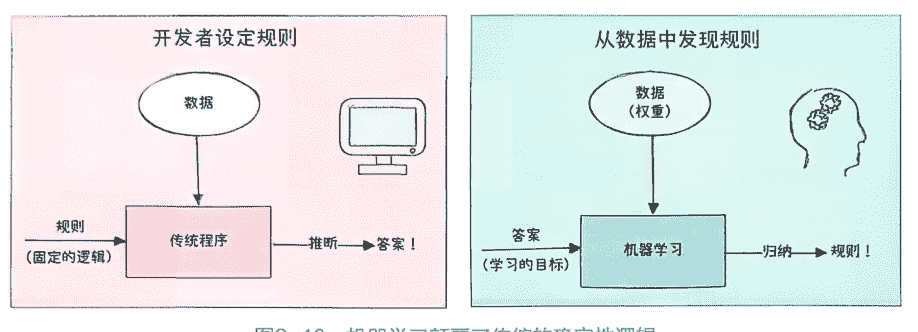 开发者设定规则
数据
规则
(固定的逻辑)
传统程序
推断
答案!
从数据中发现规则
数据
(权重)
答案
(学习的目标)
机器学习
归纳
规则!